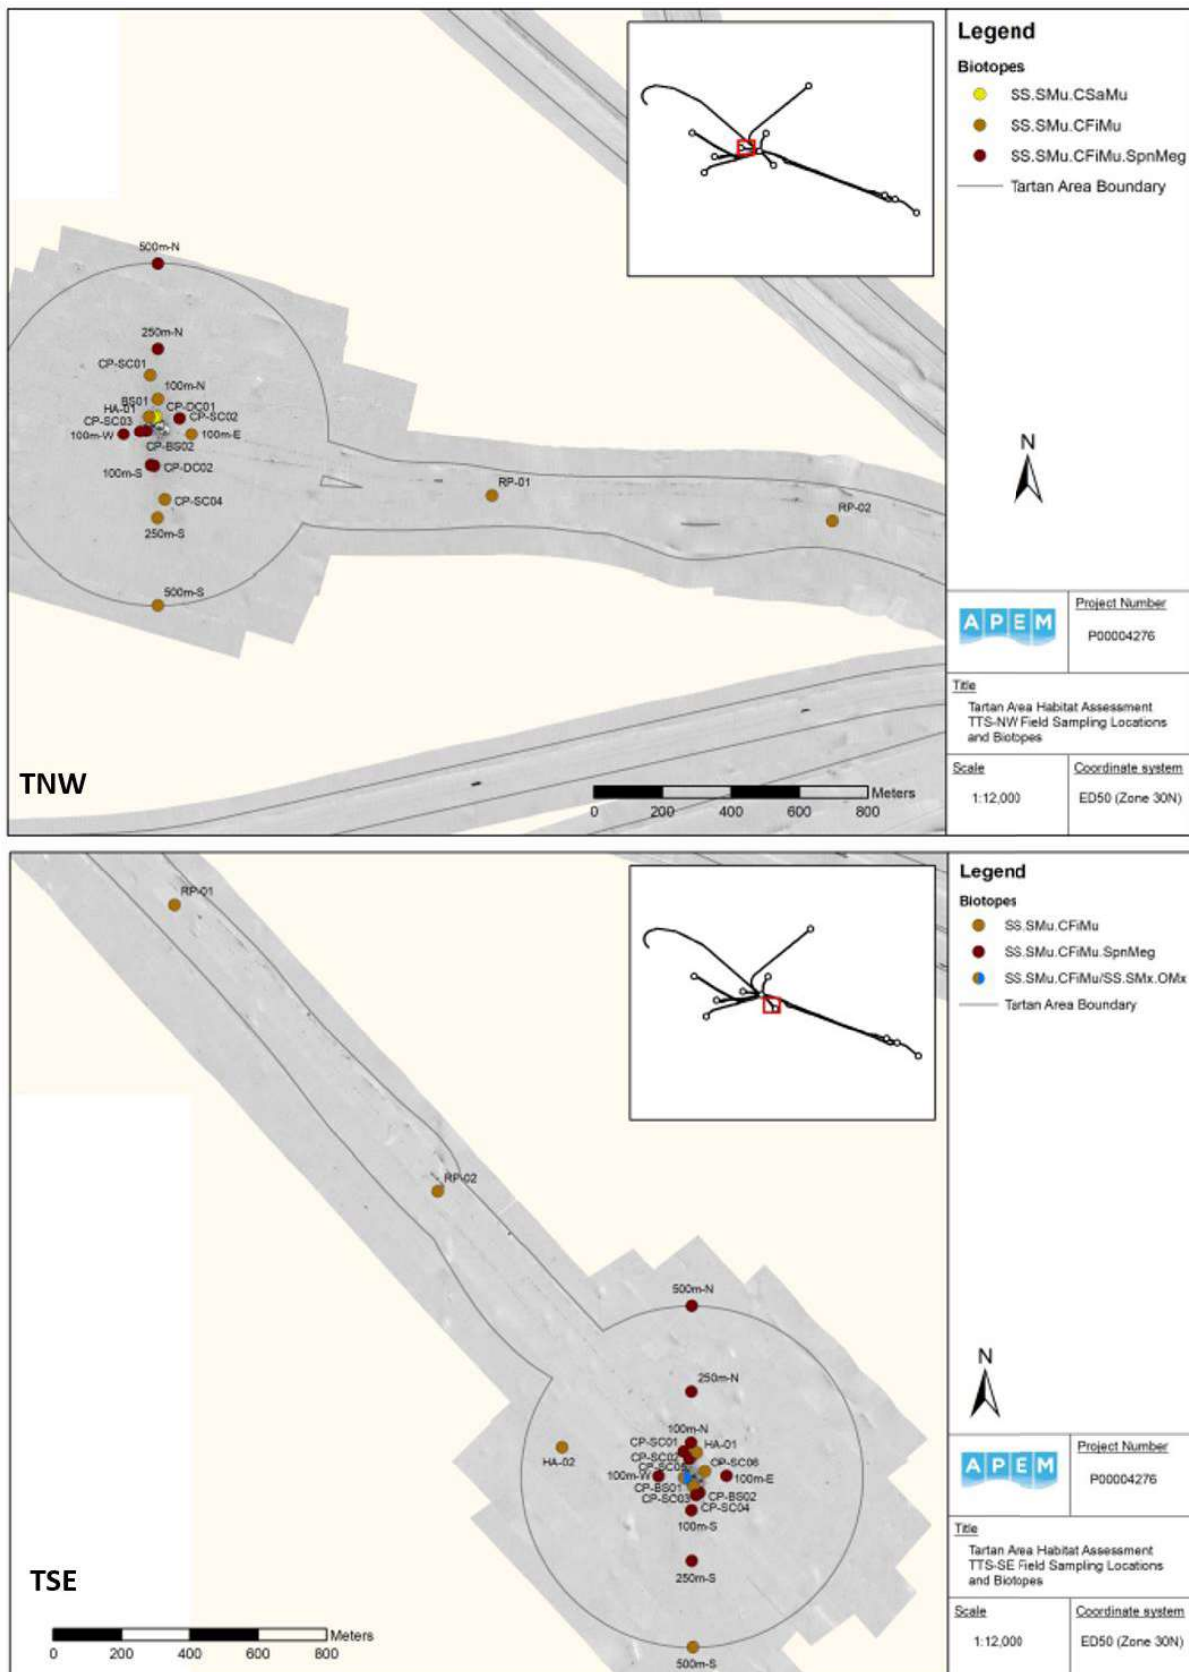 Legend
Biotopes
SS.SMu.CSaMu
SS.SMu.CFiMu
SS.SMu.CFiMu.SpnMeg
Tartan Area Boundary
500m-N
250m-N
CP-SC01
100m-N
BS01
CP-DC01
HA-01
CP-SC02
CP-SC03
100m-W
100m-E
CP-BS02
100m-S
CP-DC02
CP-SC04
250m-S
500m-S
RP-01
RP-02
N
APEM
Project Number
P00004276
Title
Tartan Area Habitat Assessment
TTS-NW Field Sampling Locations
and Biotopes
Scale
1:12,000
Coordinate system
ED50 (Zone 30N)
TNW
Meters
0 200 400 600 800
Legend
Biotopes
SS.SMu.CFiMu
SS.SMu.CFiMu.SpnMeg
SS.SMu.CFiMu/SS.SMx.OMx
Tartan Area Boundary
RP-01
RP-02
500m-N
250m-N
100m-N
CP-SC01
HA-01
CP-SC02
CP-SC05
CP-SC06
HA-02
100m-W
100m-E
CP-BS01
CP-BS02
CP-SC03
CP-SC04
100m-S
250m-S
500m-S
N
APEM
Project Number
P00004276
Title
Tartan Area Habitat Assessment
TTS-SE Field Sampling Locations
and Biotopes
Scale
1:12,000
Coordinate system
ED50 (Zone 30N)
TSE
Meters
0 200 400 600 800